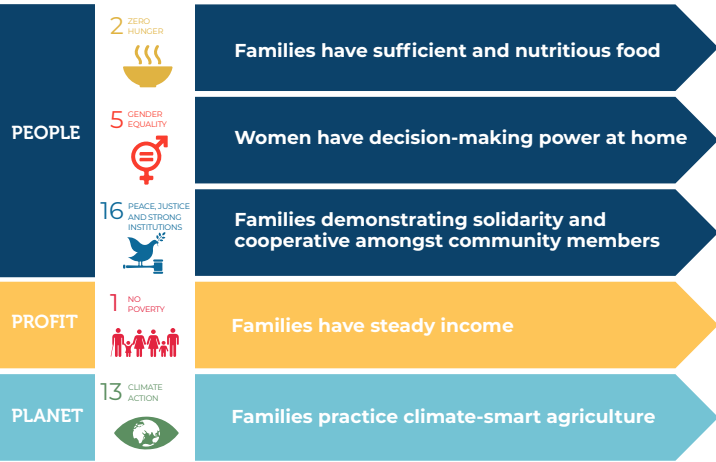 PEOPLE
2 ZERO
HUNGER
Families have sufficient and nutritious food
5 GENDER
EQUALITY
Women have decision-making power at home
16 PEACE, JUSTICE
AND STRONG
INSTITUTIONS
Families demonstrating solidarity and
cooperative amongst community members
PROFIT
1 NO
POVERTY
Families have steady income
PLANET
13 CLIMATE
ACTION
Families practice climate-smart agriculture